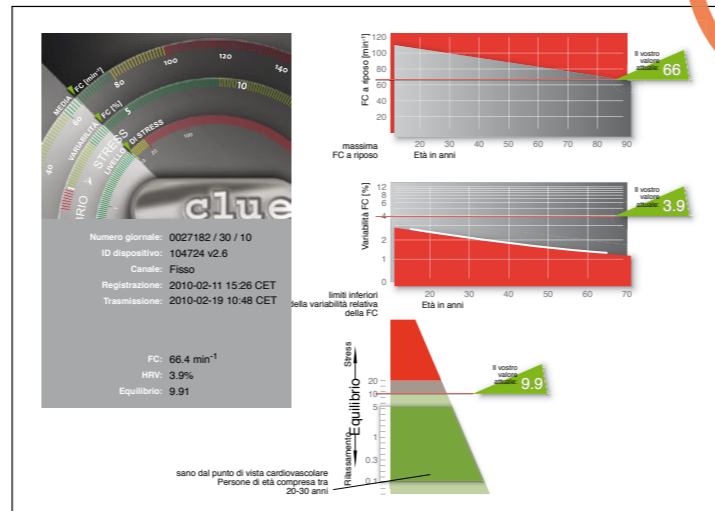 MEDIA
FC [min-1]
40
60
80
100
120
140
VARIABILITÀ
FC [%]
1
5
10
STRESS
LIVELLO
DI STRESS
20
100
clue
Numero giornale: 0027182 / 30 / 10
ID dispositivo: 104724 v2.6
Canale: Fisso
Registrazione: 2010-02-11 15:26 CET
Trasmissione: 2010-02-19 10:48 CET
FC: 66.4 min-1
HRV: 3.9%
Equilibrio: 9.91
FC a riposo [min-1]
120
100
80
60
40
20
20 30 40 50 60 70 80 90
massima
FC a riposo
Età in anni
Il vostro
valore
attuale:
66
Variabilità FC [%]
12
8
6
4
2
1
0
20 30 40 50 60 70
limiti inferiori
della variabilità relativa
della FC
Età in anni
Il vostro
valore
attuale:
3.9
Stress
Equilibrio
Rilassamento
20
10
5
1
0.3
0.1
Il vostro
valore
attuale:
9.9
sano dal punto di vista cardiovascolare
Persone di età compresa tra
20-30 anni